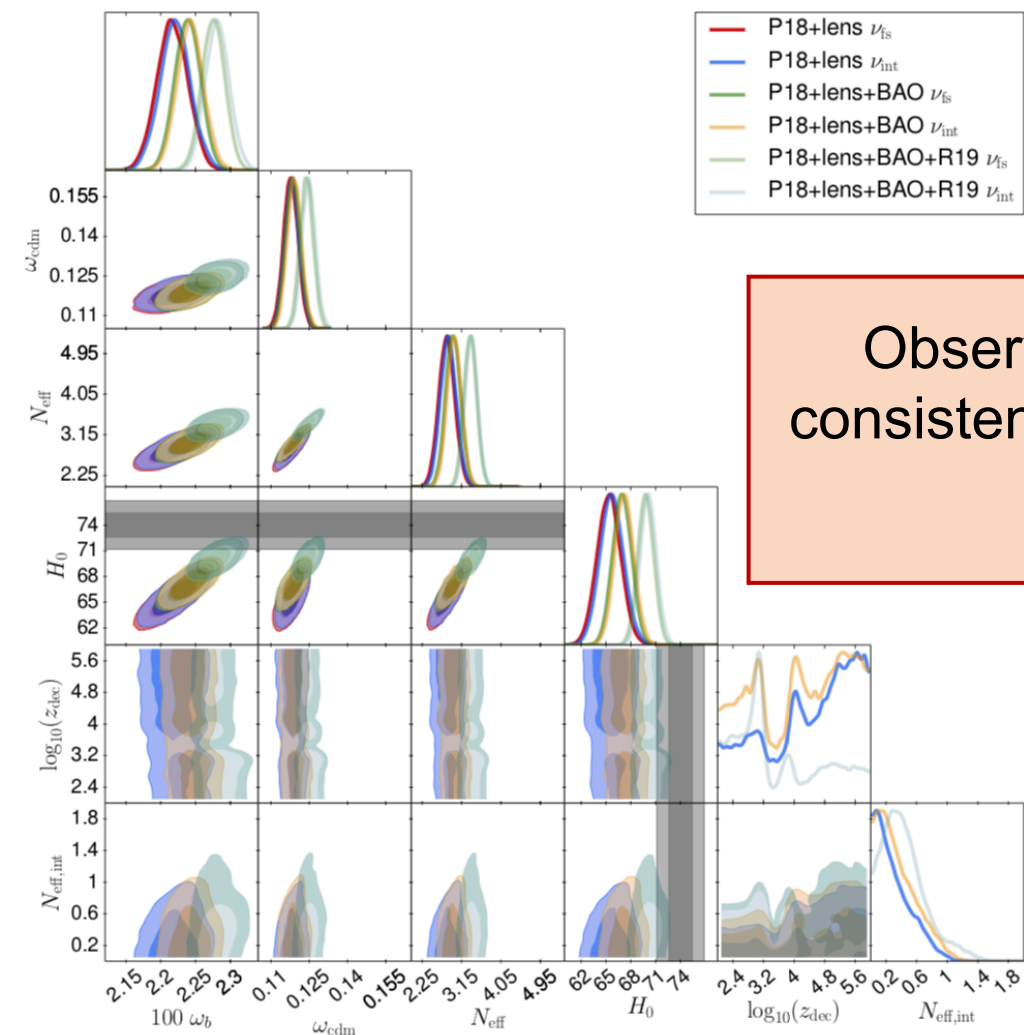 P18+lens ν_fs
P18+lens ν_int
P18+lens+BAO ν_fs
P18+lens+BAO ν_int
P18+lens+BAO+R19 ν_fs
P18+lens+BAO+R19 ν_int
Obser
consisten
ω_cdm
0.155
0.14
0.125
0.11
N_eff
4.95
4.05
3.15
2.25
H_0
74
71
68
65
62
log_10(z_dec)
5.6
4.8
4
3.2
2.4
N_eff,int
1.8
1.4
1
0.6
0.2
2.15 2.2 2.25 2.3
0.11 0.125 0.14 0.155
2.25 3.15 4.05 4.95
62 65 68 71 74
2.4 3.2 4 4.8 5.6
0.2 0.6 1 1.4 1.8
100 ω_b
ω_cdm
N_eff
H_0
log_10(z_dec)
N_eff,int